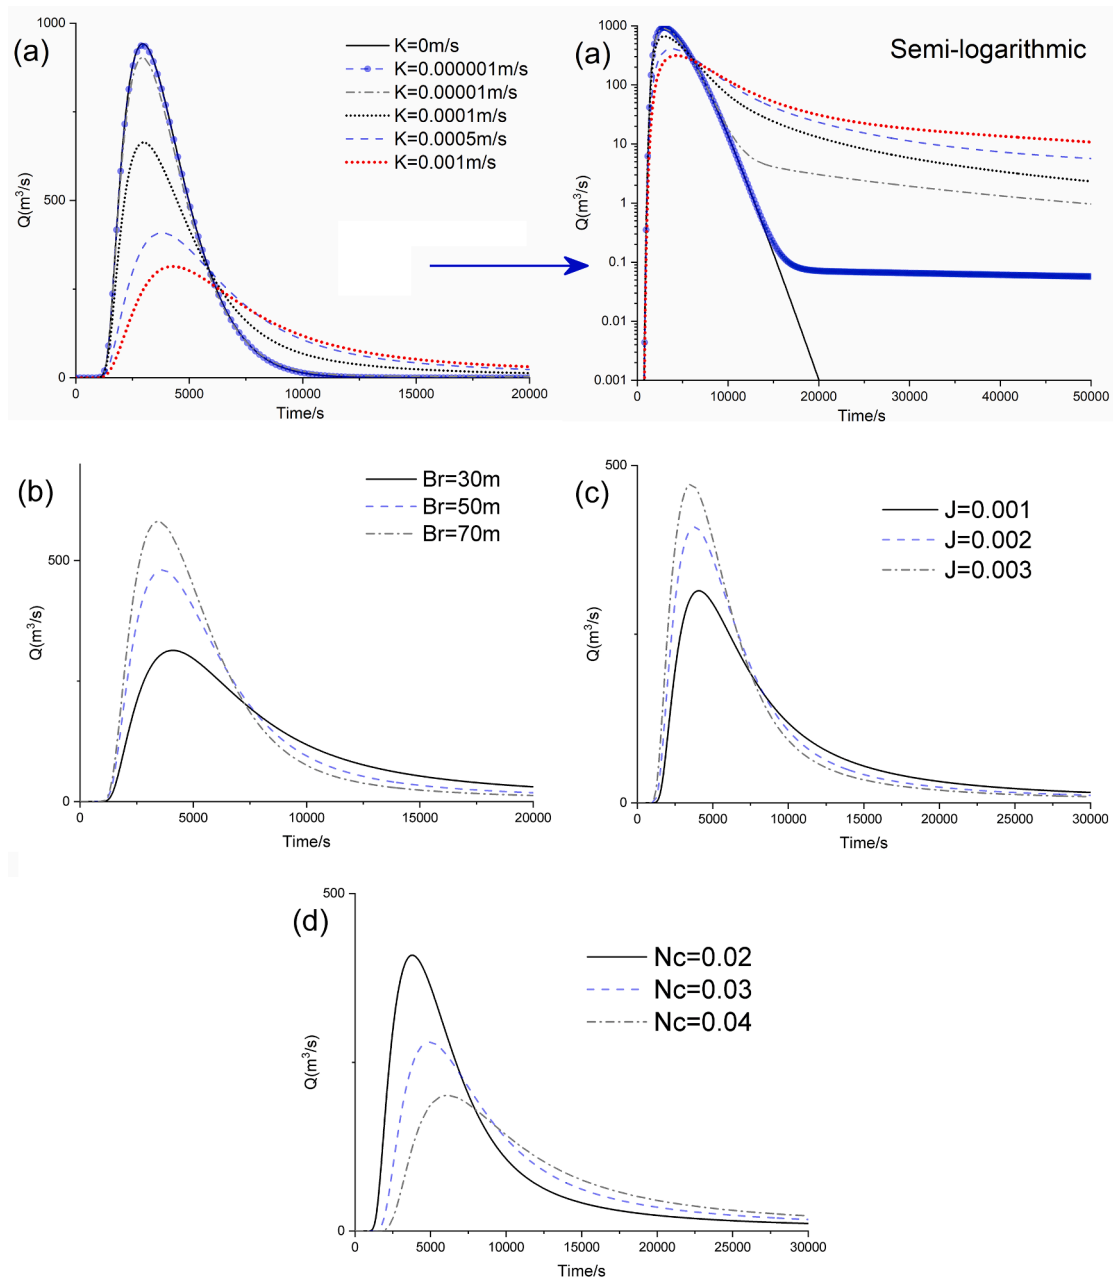 (a)
1000
500
0
Q(m³/s)
K=0m/s
K=0.000001m/s
K=0.00001m/s
K=0.0001m/s
K=0.0005m/s
K=0.001m/s
0 5000 10000 15000 20000
Time/s
(a)
Semi-logarithmic
1000
100
10
1
0.1
0.01
0.001
Q(m³/s)
0 10000 20000 30000 40000 50000
Time/s
(b)
500
0
Q(m³/s)
Br=30m
Br=50m
Br=70m
0 5000 10000 15000 20000
Time/s
(c)
500
0
Q(m³/s)
J=0.001
J=0.002
J=0.003
0 5000 10000 15000 20000 25000 30000
Time/s
(d)
500
0
Q(m³/s)
Nc=0.02
Nc=0.03
Nc=0.04
0 5000 10000 15000 20000 25000 30000
Time/s